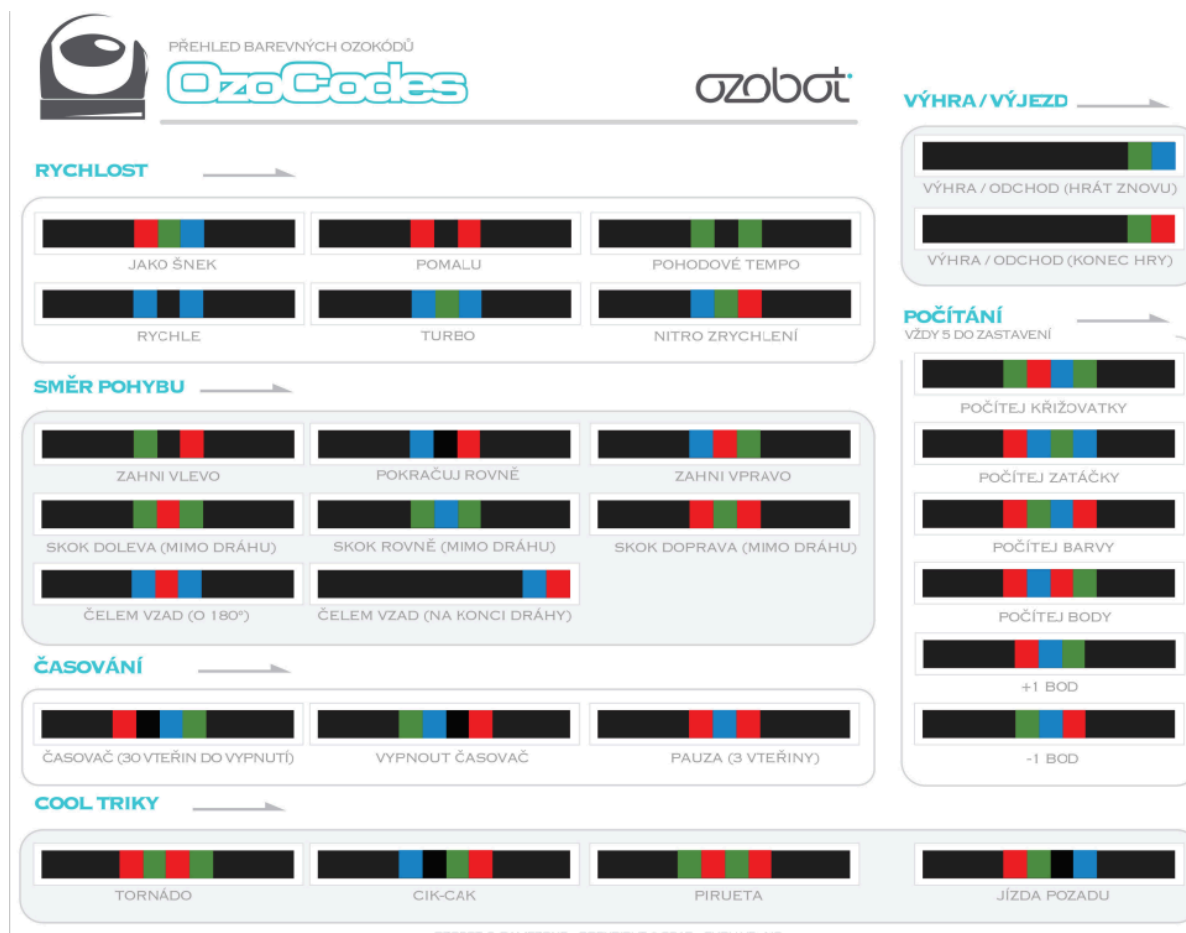 PŘEHLED BAREVNÝCH OZOKÓDŮ
OzoCodes
ozobot
RYCHLOST
JAKO ŠNEK
POMALU
POHODOVÉ TEMPO
RYCHLE
TURBO
NITRO ZRYCHLENÍ
SMĚR POHYBU
ZAHNI VLEVO
POKRAČUJ ROVNĚ
ZAHNI VPRAVO
SKOK DOLEVA (MIMO DRÁHU)
SKOK ROVNĚ (MIMO DRÁHU)
SKOK DOPRAVA (MIMO DRÁHU)
ČELEM VZAD (O 180°)
ČELEM VZAD (NA KONCI DRÁHY)
ČASOVÁNÍ
ČASOVAČ (30 VTEŘIN DO VYPNUTÍ)
VYPNOUT ČASOVAČ
PAUZA (3 VTEŘINY)
COOL TRIKY
TORNÁDO
CIK-CAK
PIRUETA
JÍZDA POZADU
VÝHRA / VÝJEZD
VÝHRA / ODCHOD (HRÁT ZNOVU)
VÝHRA / ODCHOD (KONEC HRY)
POČÍTÁNÍ
VŽDY 5 DO ZASTAVENÍ
POČÍTEJ KŘIŽOVATKY
POČÍTEJ ZATÁČKY
POČÍTEJ BARVY
POČÍTEJ BODY
+1 BOD
-1 BOD